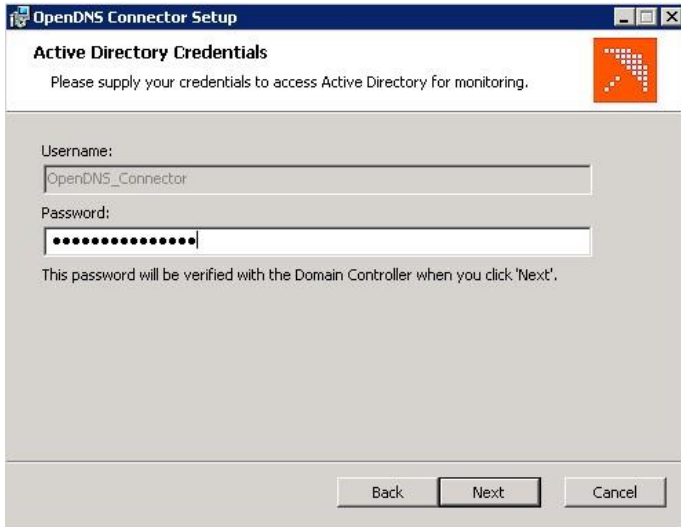 OpenDNS Connector Setup
Active Directory Credentials
Please supply your credentials to access Active Directory for monitoring.
Username:
OpenDNS_Connector
Password:
●●●●●●●●●●●●●●●
This password will be verified with the Domain Controller when you click 'Next'.
Back Next Cancel